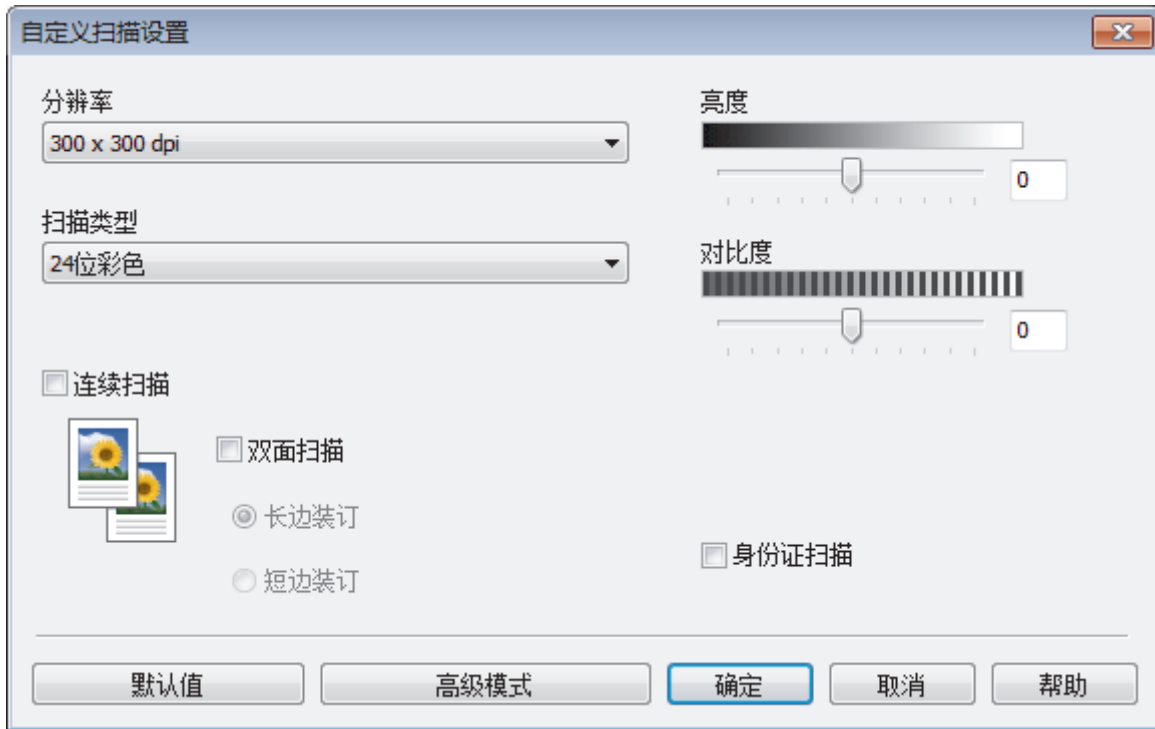 自定义扫描设置
分辨率
300 x 300 dpi
扫描类型
24位彩色
连续扫描
双面扫描
长边装订
短边装订
亮度
0
对比度
0
身份证扫描
默认值
高级模式
确定
取消
帮助